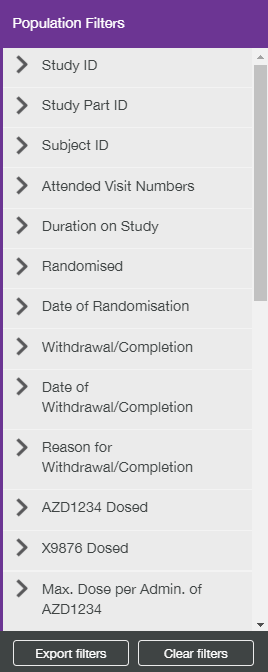 Population Filters
Study ID
Study Part ID
Subject ID
Attended Visit Numbers
Duration on Study
Randomised
Date of Randomisation
Withdrawal/Completion
Date of
Withdrawal/Completion
Reason for
Withdrawal/Completion
AZD1234 Dosed
X9876 Dosed
Max. Dose per Admin. of
AZD1234
Export filters
Clear filters